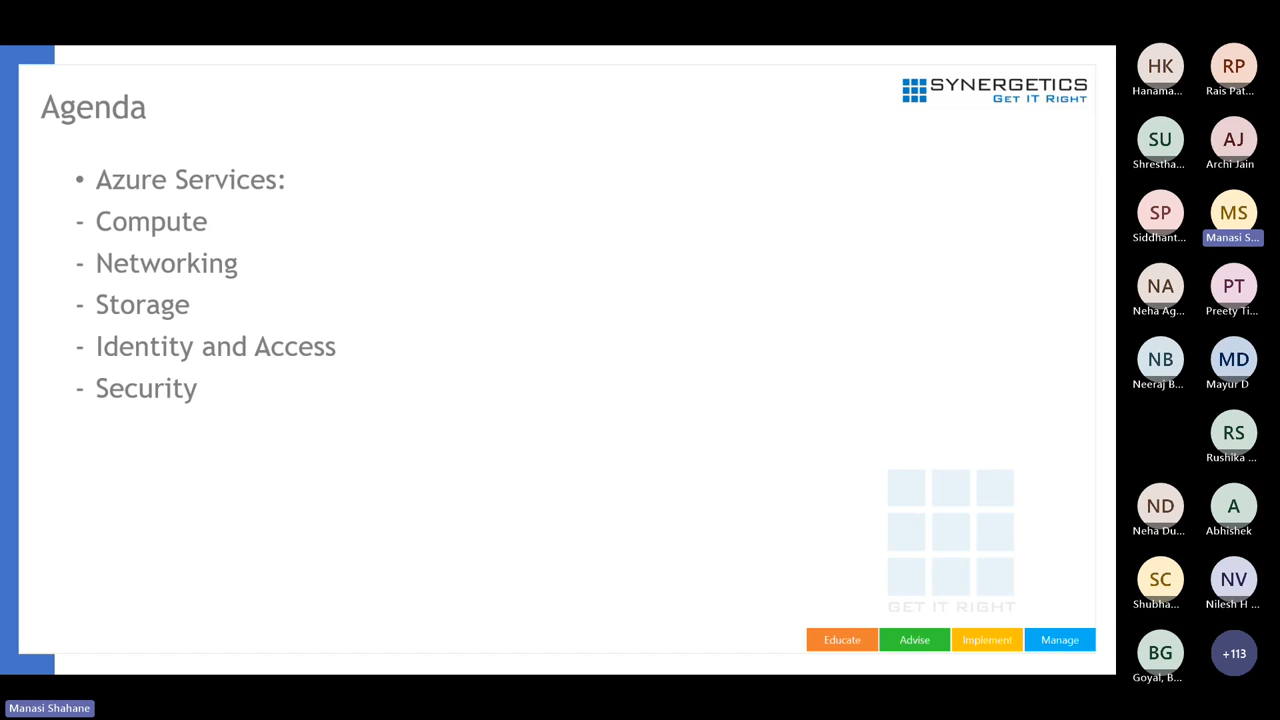 Agenda
SYNERGETICS
GET IT RIGHT
• Azure Services:
- Compute
- Networking
- Storage
- Identity and Access
- Security
GET IT RIGHT
Educate Advise Implement Manage
HK RP
Hanama... Rais Pat...
SU AJ
Shrestha... Archi Jain
SP MS
Siddhant... Manasi S...
NA PT
Neha Ag... Preety Ti...
NB MD
Neeraj B... Mayur D
RS
Rushika ...
ND A
Neha Du... Abhishek
SC NV
Shubha... Nilesh H ...
BG +113
Goyal, B...
Manasi Shahane